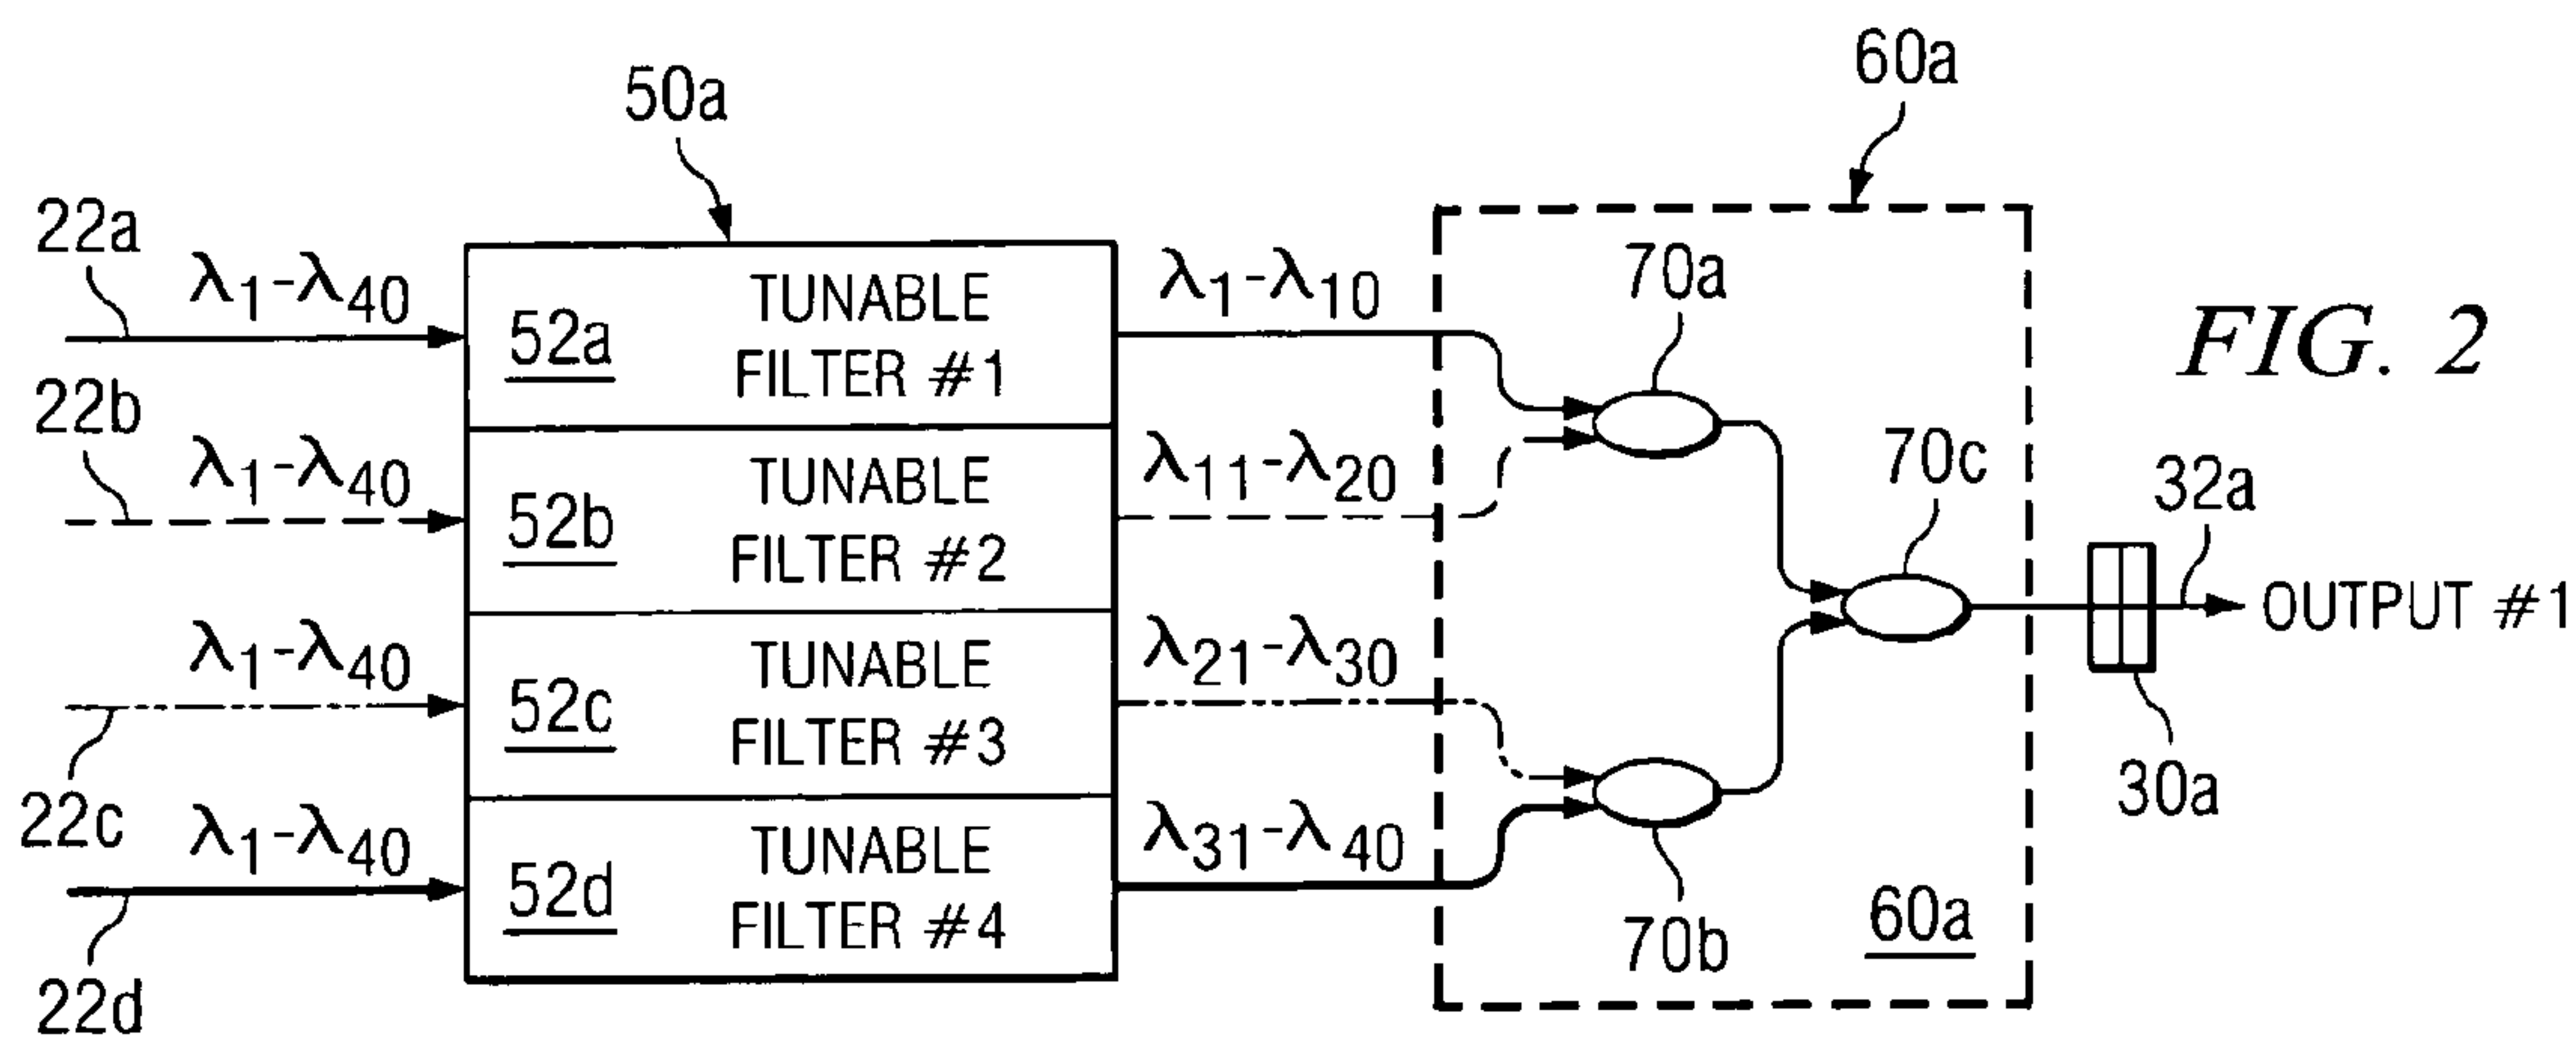 60a
50a
22a
λ1-λ40
52a
TUNABLE
FILTER #1
λ1-λ10
70a
FIG. 2
22b
λ1-λ40
52b
TUNABLE
FILTER #2
λ11-λ20
70c
32a
OUTPUT #1
λ1-λ40
52c
TUNABLE
FILTER #3
λ21-λ30
30a
22c
λ1-λ40
52d
TUNABLE
FILTER #4
λ31-λ40
70b
60a
22d